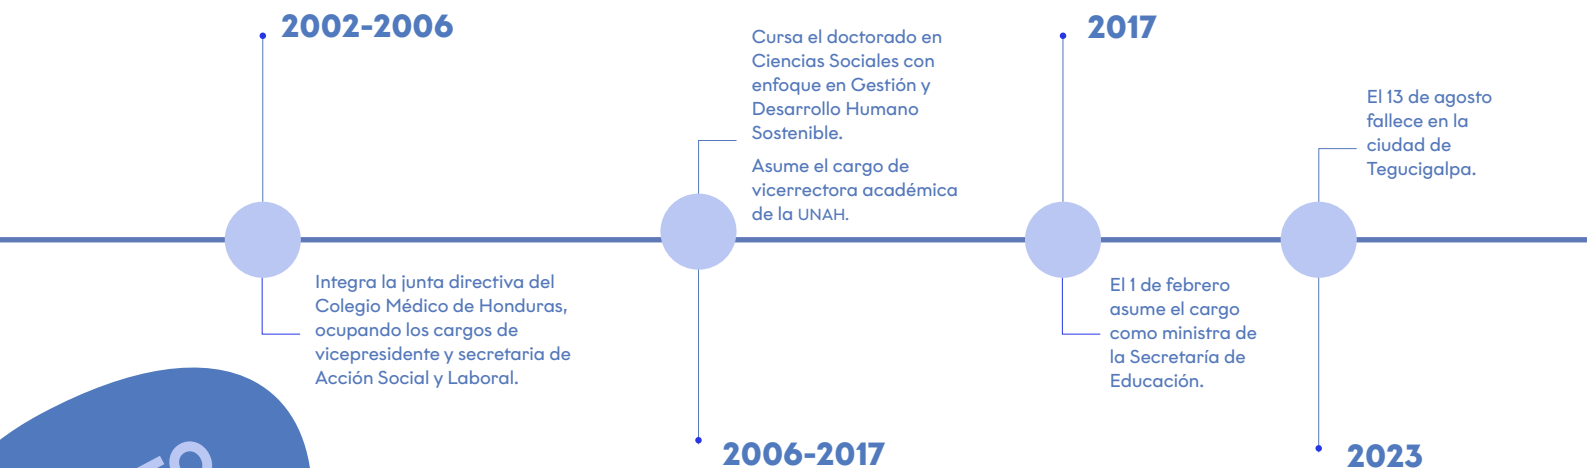 2002-2006
Integra la junta directiva del
Colegio Médico de Honduras,
ocupando los cargos de
vicepresidente y secretaria de
Acción Social y Laboral.
Cursa el doctorado en
Ciencias Sociales con
enfoque en Gestión y
Desarrollo Humano
Sostenible.
Asume el cargo de
vicerrectora académica
de la UNAH.
2006-2017
2017
El 1 de febrero
asume el cargo
como ministra de
la Secretaría de
Educación.
El 13 de agosto
fallece en la
ciudad de
Tegucigalpa.
2023